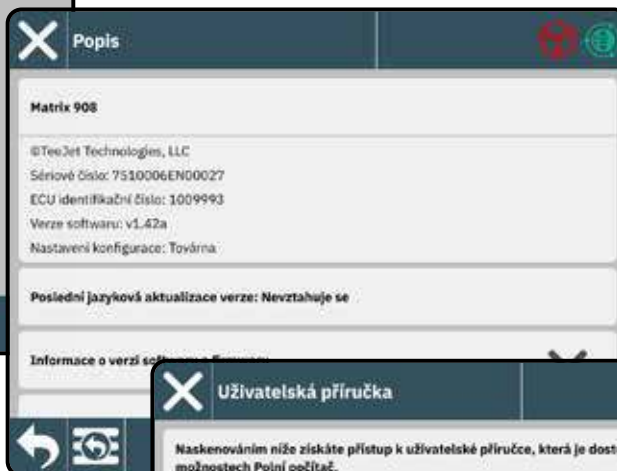 Popis
Matrix 908
©TeeJet Technologies, LLC
Sériové číslo: 7510006EN00027
ECU identifikační číslo: 1009993
Verze softwaru: v1.42a
Nastavení konfigurace: Továrna
Poslední jazyková aktualizace verze: Nevztahuje se
Informace o verzi softwaru a firmwaru
Uživatelská příručka
Naskenováním níže získáte přístup k uživatelské příručce, která je dost
možnostech Polní počítač.